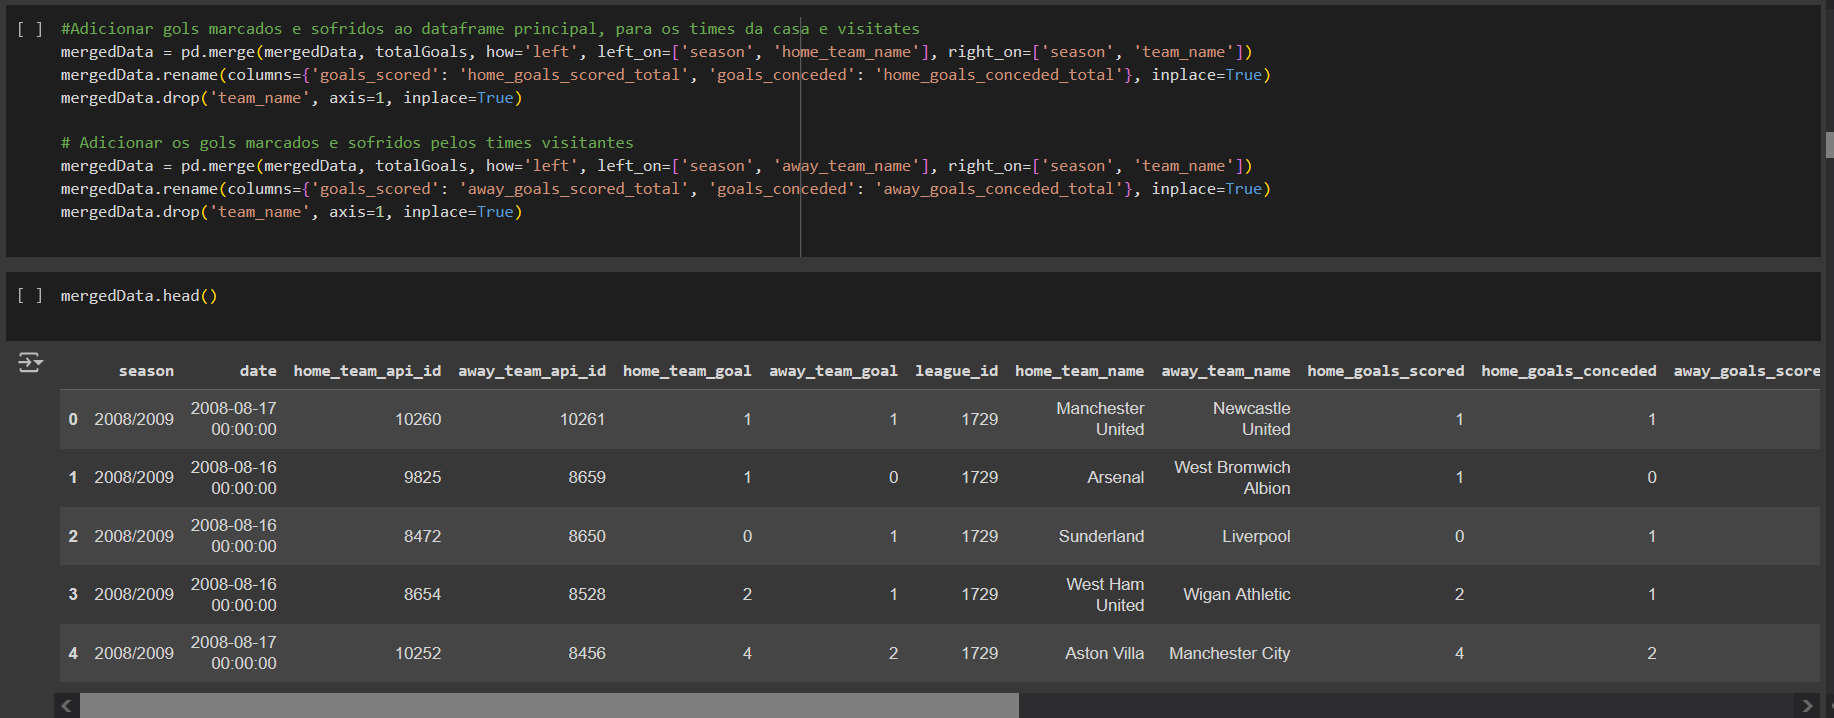 [ ] #Adicionar gols marcados e sofridos ao dataframe principal, para os times da casa e visitates
mergedData = pd.merge(mergedData, totalGoals, how='left', left_on=['season', 'home_team_name'], right_on=['season', 'team_name'])
mergedData.rename(columns={'goals_scored': 'home_goals_scored_total', 'goals_conceded': 'home_goals_conceded_total'}, inplace=True)
mergedData.drop('team_name', axis=1, inplace=True)
# Adicionar os gols marcados e sofridos pelos times visitantes
mergedData = pd.merge(mergedData, totalGoals, how='left', left_on=['season', 'away_team_name'], right_on=['season', 'team_name'])
mergedData.rename(columns={'goals_scored': 'away_goals_scored_total', 'goals_conceded': 'away_goals_conceded_total'}, inplace=True)
mergedData.drop('team_name', axis=1, inplace=True)
[ ] mergedData.head()
season date home_team_api_id away_team_api_id home_team_goal away_team_goal league_id home_team_name away_team_name home_goals_scored home_goals_conceded away_goals_score
0 2008/2009 2008-08-17 00:00:00 10260 10261 1 1 1729 Manchester United Newcastle United 1 1
1 2008/2009 2008-08-16 00:00:00 9825 8659 1 0 1729 Arsenal West Bromwich Albion 1 0
2 2008/2009 2008-08-16 00:00:00 8472 8650 0 1 1729 Sunderland Liverpool 0 1
3 2008/2009 2008-08-16 00:00:00 8654 8528 2 1 1729 West Ham United Wigan Athletic 2 1
4 2008/2009 2008-08-17 00:00:00 10252 8456 4 2 1729 Aston Villa Manchester City 4 2